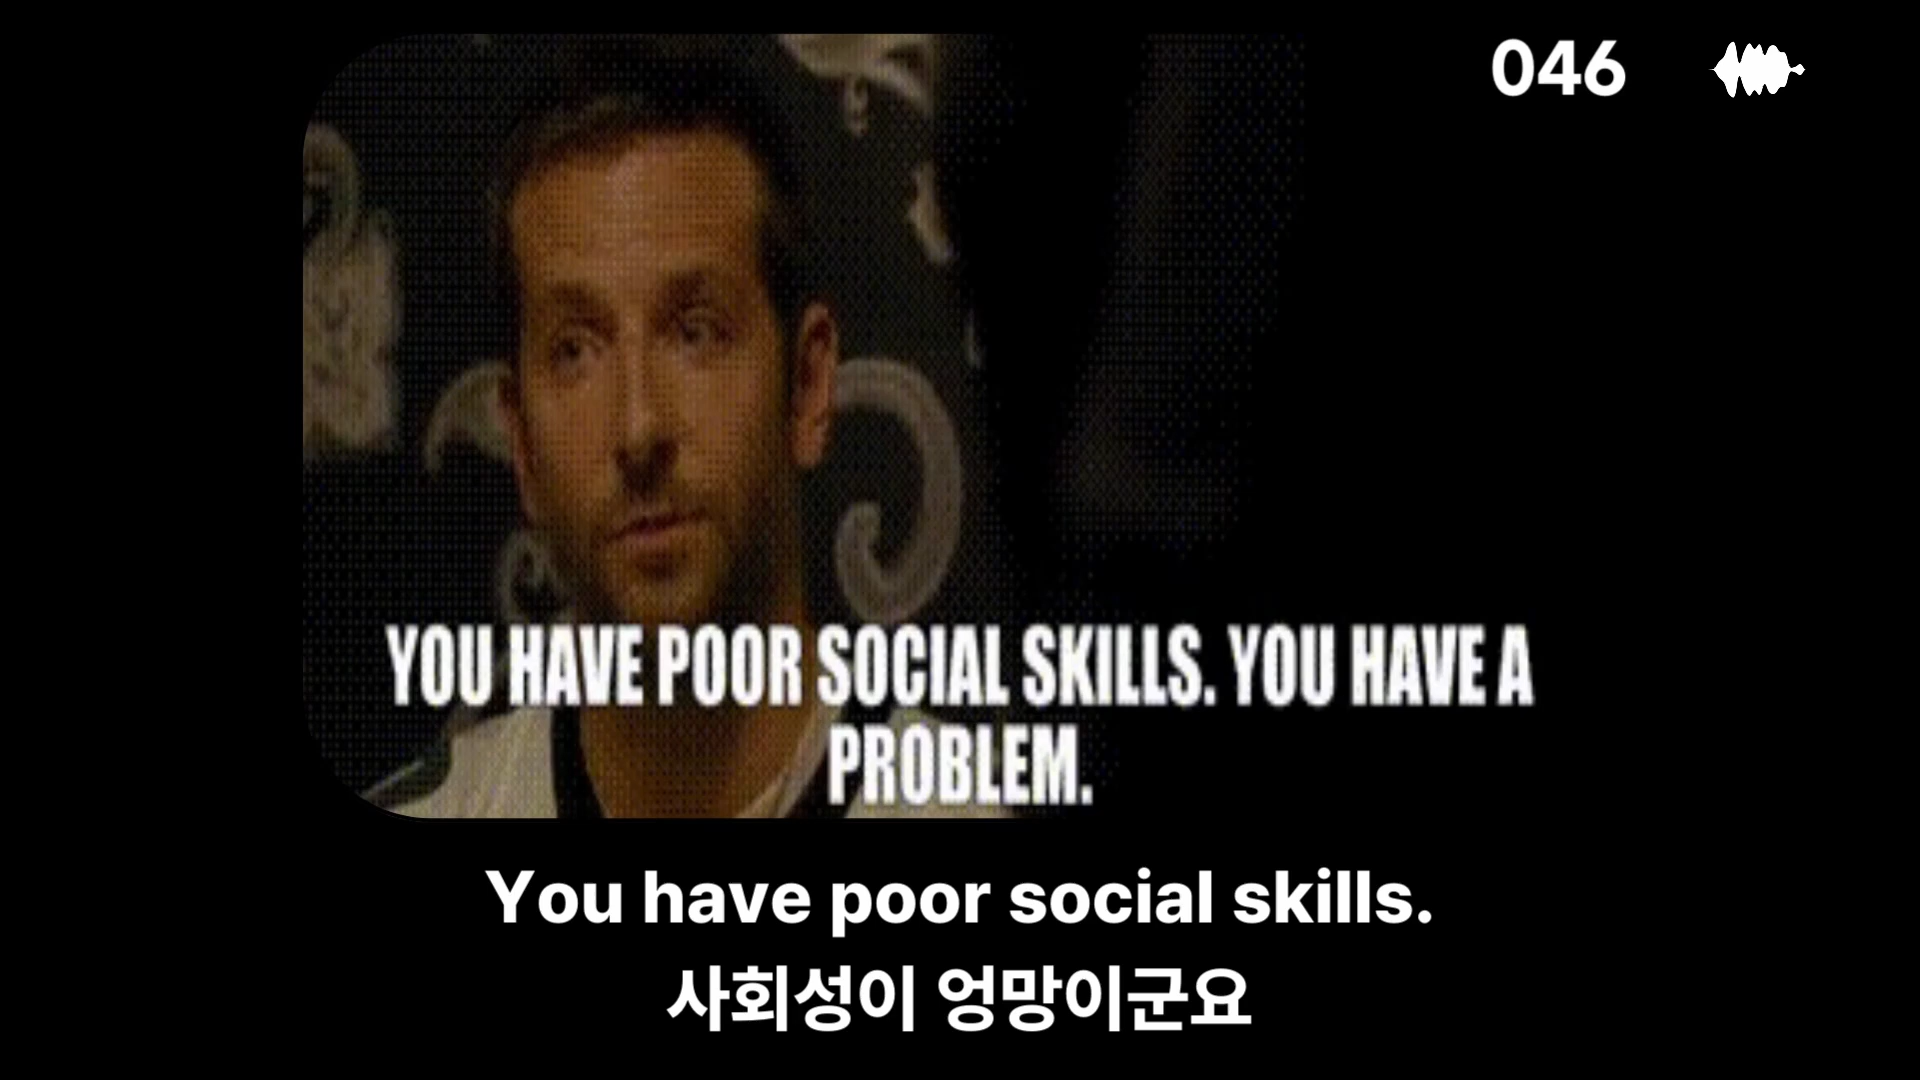 046
YOU HAVE POOR SOCIAL SKILLS. YOU HAVE A
PROBLEM.
You have poor social skills.
사회성이 엉망이군요